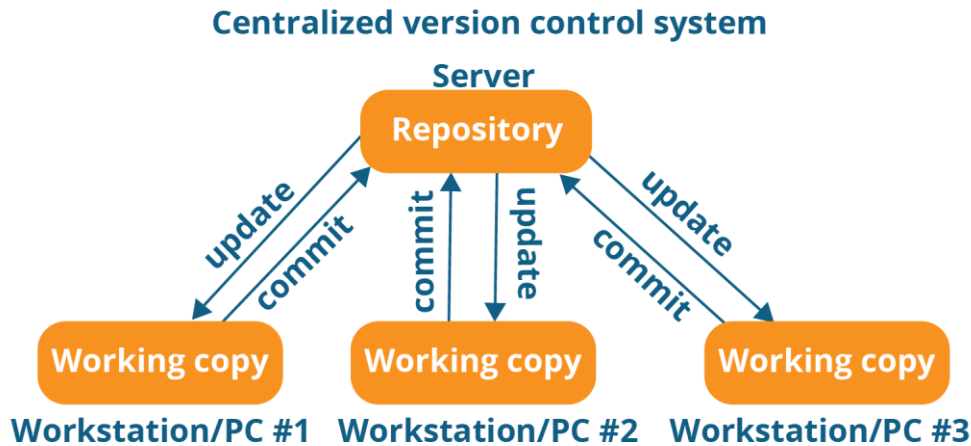 Centralized version control system
Server
Repository
update
commit
commit
update
commit
update
Working copy
Working copy
Working copy
Workstation/PC #1
Workstation/PC #2
Workstation/PC #3